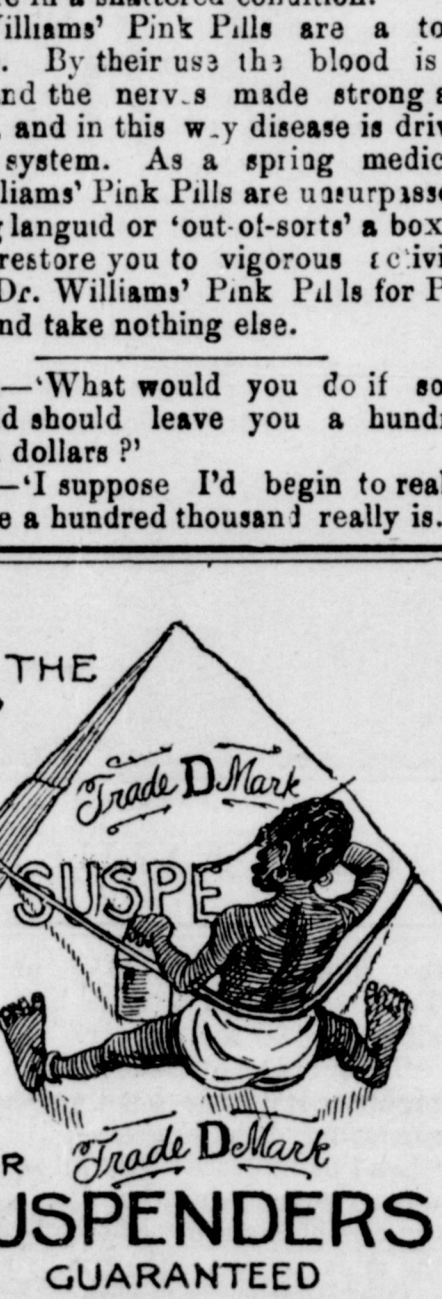 illiams' Pink Pills are a to
. By their use the blood is
nd the nerves made strong
, and in this way disease is driv
system. As a spring medic
lliams' Pink Pills are unsurpasse
g languid or 'out-of-sorts' a box
restore you to vigorous activi
Dr. Williams' Pink Pills for P
nd take nothing else.
—'What would you do if so
d should leave you a hund
dollars ?'
—'I suppose I'd begin to real
e a hundred thousand really is.
THE
Trade D Mark
SUSPE
R
Trade D Mark
USPENDERS
GUARANTEED